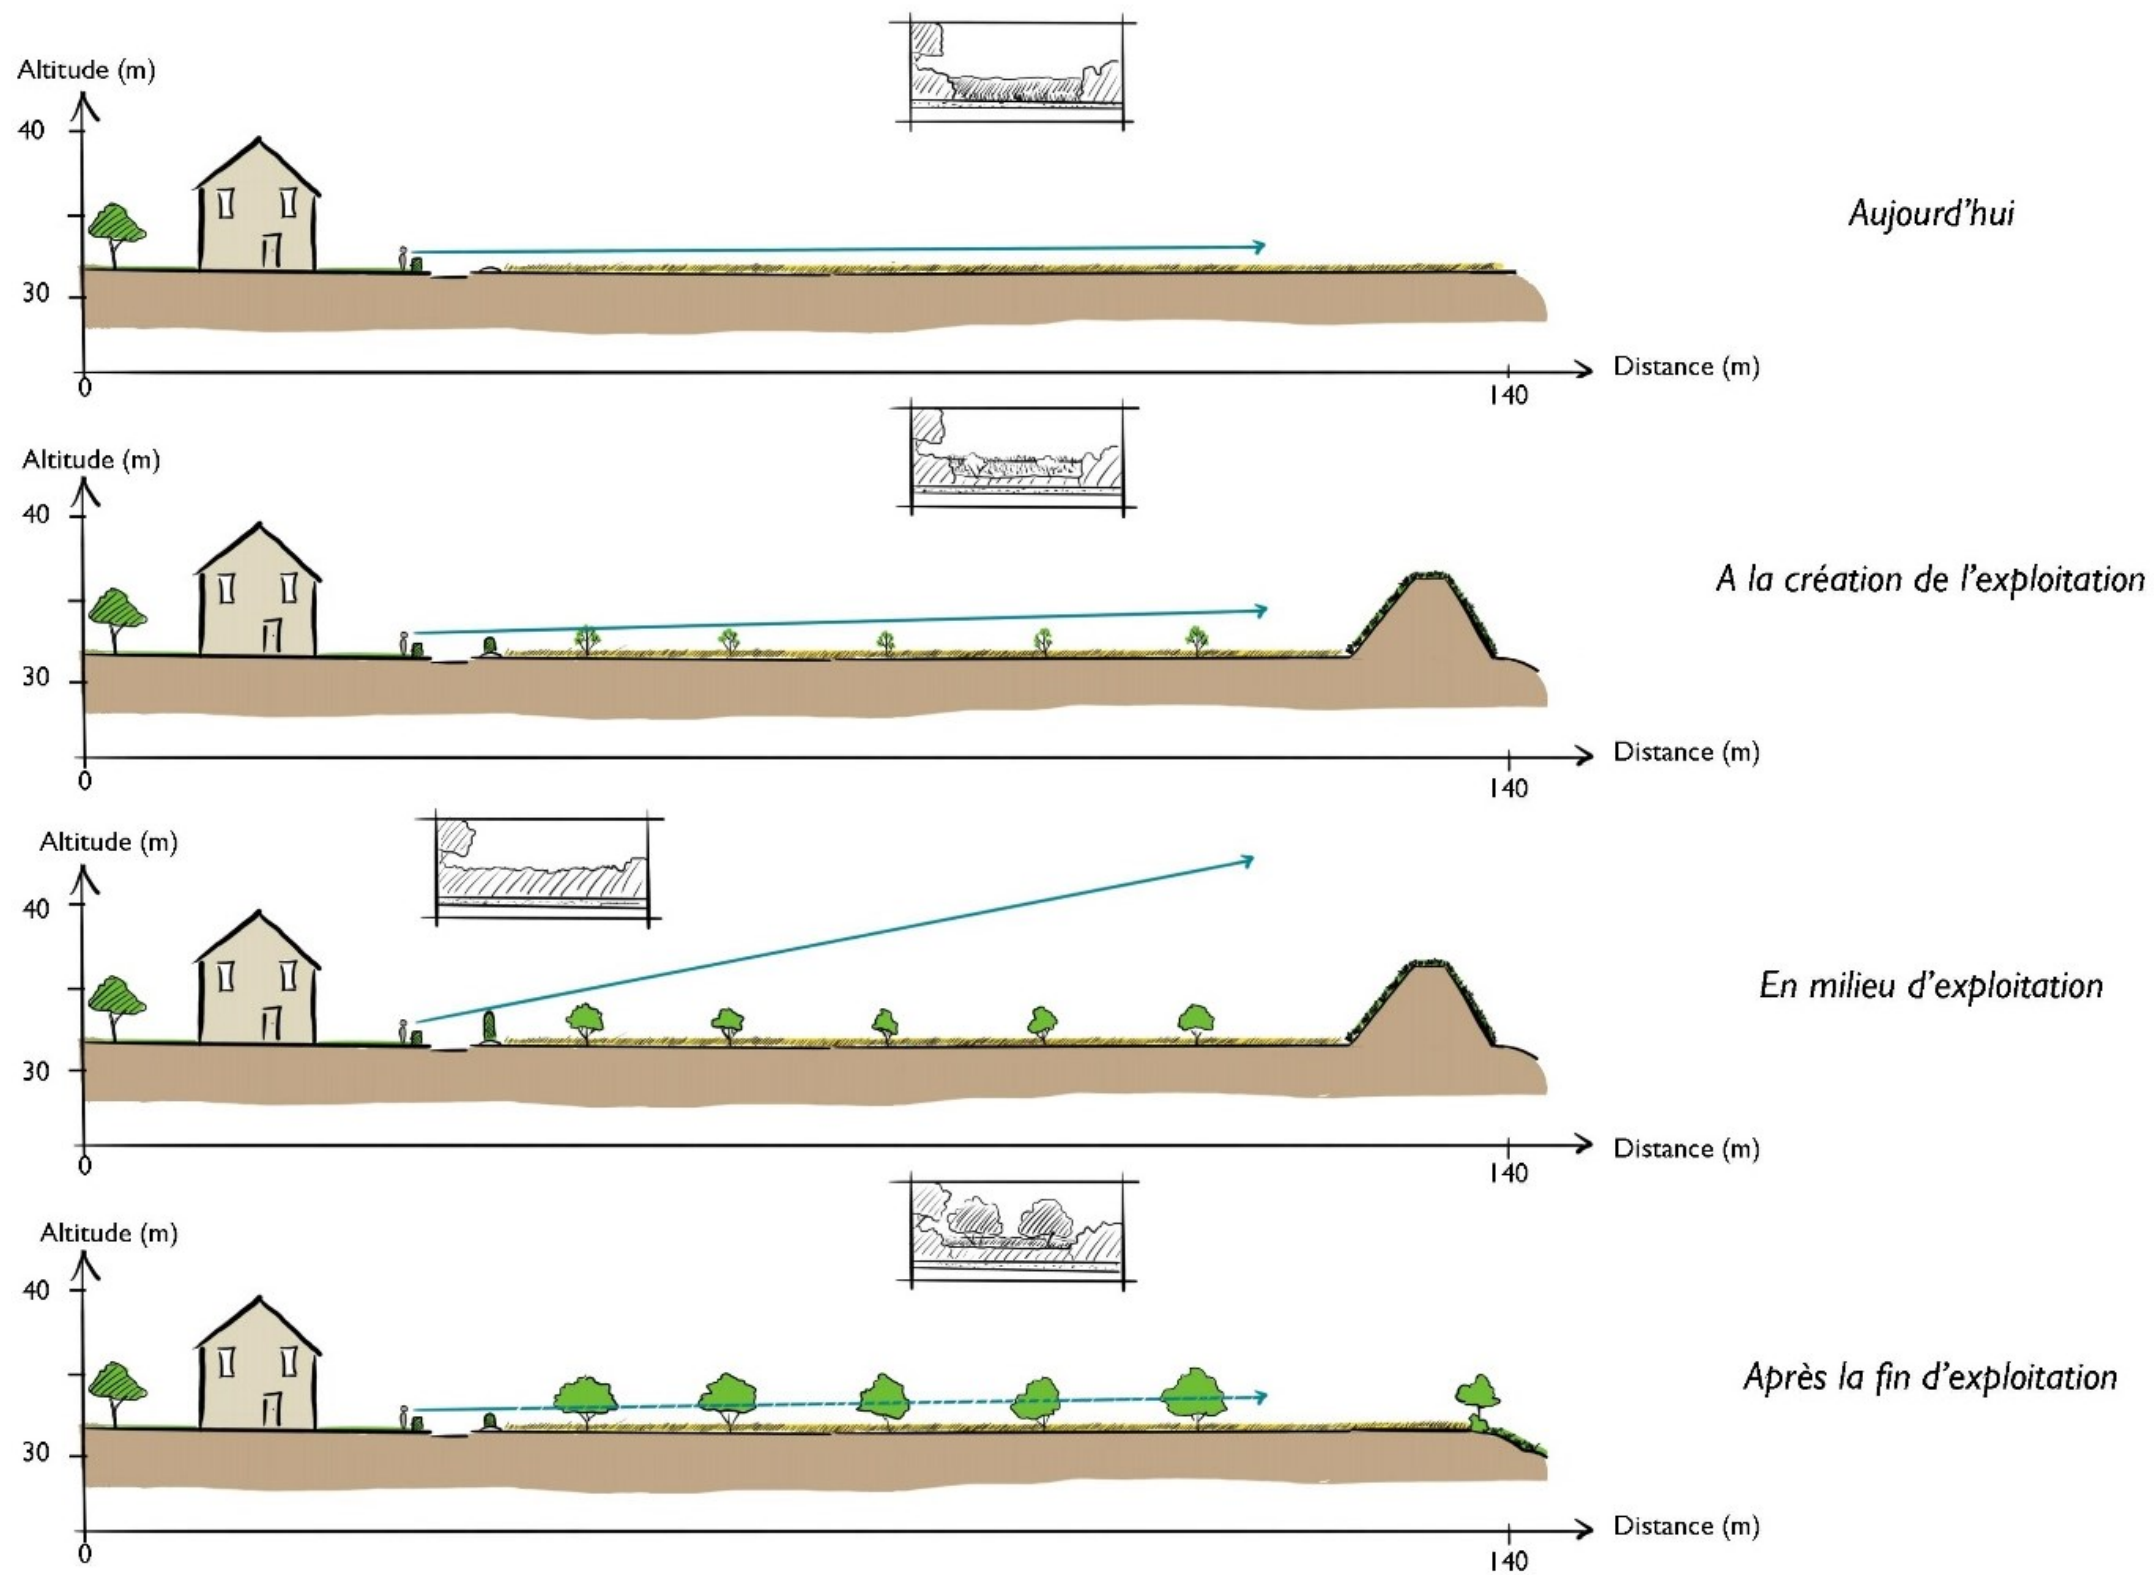 Altitude (m)
40
30
Aujourd'hui
Distance (m)
0
140
Altitude (m)
40
30
A la création de l'exploitation
Distance (m)
0
140
Altitude (m)
40
30
En milieu d'exploitation
Distance (m)
0
140
Altitude (m)
40
30
Après la fin d'exploitation
Distance (m)
0
140